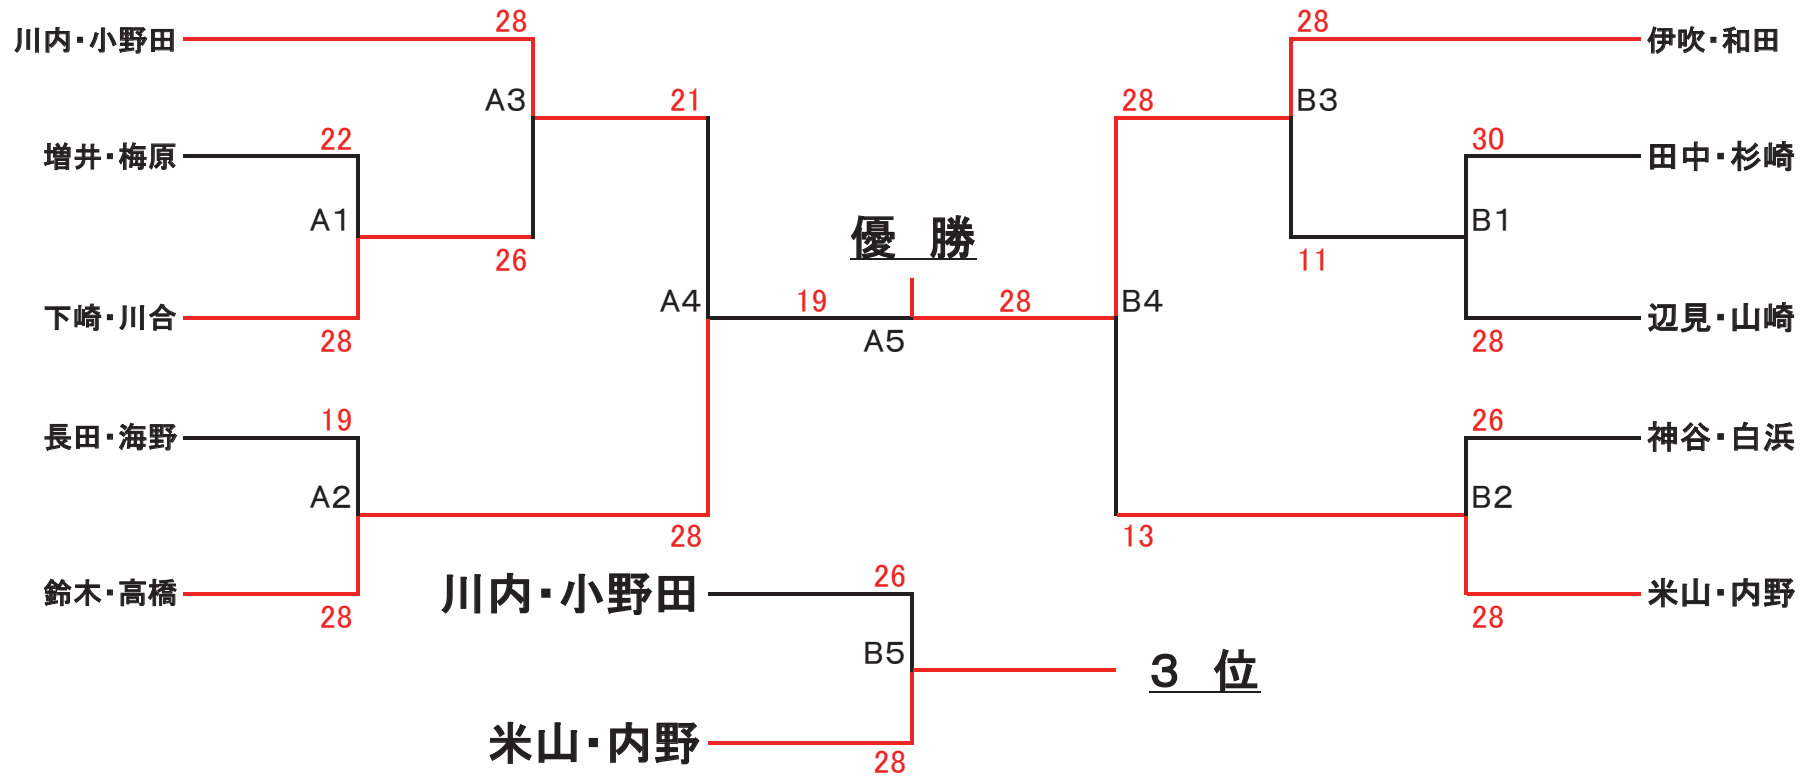 川内・小野田
28
28
伊吹・和田
A3
21
28
B3
増井・梅原
22
30
田中・杉崎
A1
B1
優　勝
26
11
下崎・川合
28
A4
19
28
B4
A5
28
辺見・山崎
長田・海野
19
26
神谷・白浜
A2
B2
28
13
鈴木・高橋
28
川内・小野田
26
28
米山・内野
B5
３　位
米山・内野
28